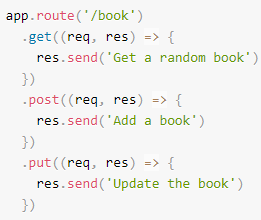 app.route('/book')
  .get((req, res) => {
    res.send('Get a random book')
  })
  .post((req, res) => {
    res.send('Add a book')
  })
  .put((req, res) => {
    res.send('Update the book')
  })